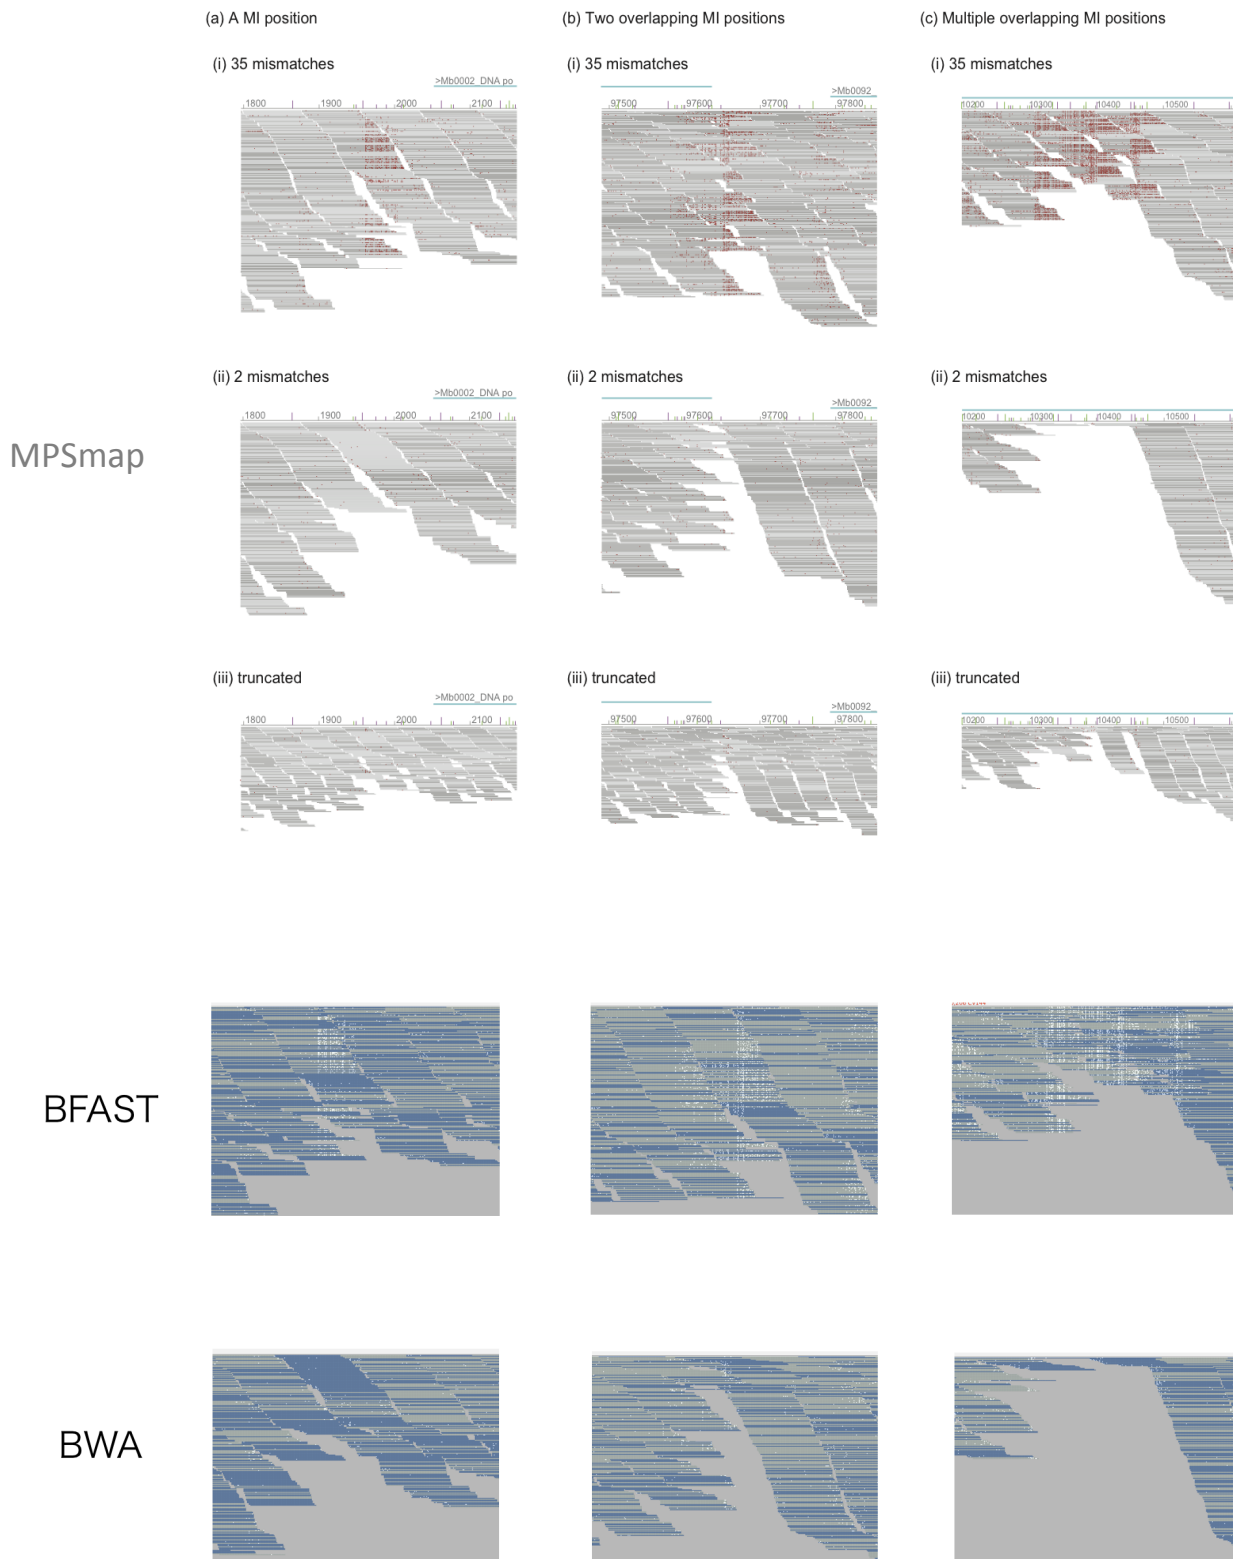 (a) A MI position
(b) Two overlapping MI positions
(c) Multiple overlapping MI positions
(i) 35 mismatches
(i) 35 mismatches
(i) 35 mismatches
>Mb0002_DNA po
>Mb0092_
1800 1900 2000 2100
97500 97600 97700 97800
10200 10300 10400 10500
(ii) 2 mismatches
(ii) 2 mismatches
(ii) 2 mismatches
>Mb0002_DNA po
>Mb0092
1800 1900 2000 2100
97500 97600 97700 97800
10200 10300 10400 10500
MPSmap
(iii) truncated
(iii) truncated
(iii) truncated
>Mb0002_DNA po
>Mb0092
1800 1900 2000 2100
97500 97600 97700 97800
10200 10300 10400 10500
BFAST
BWA